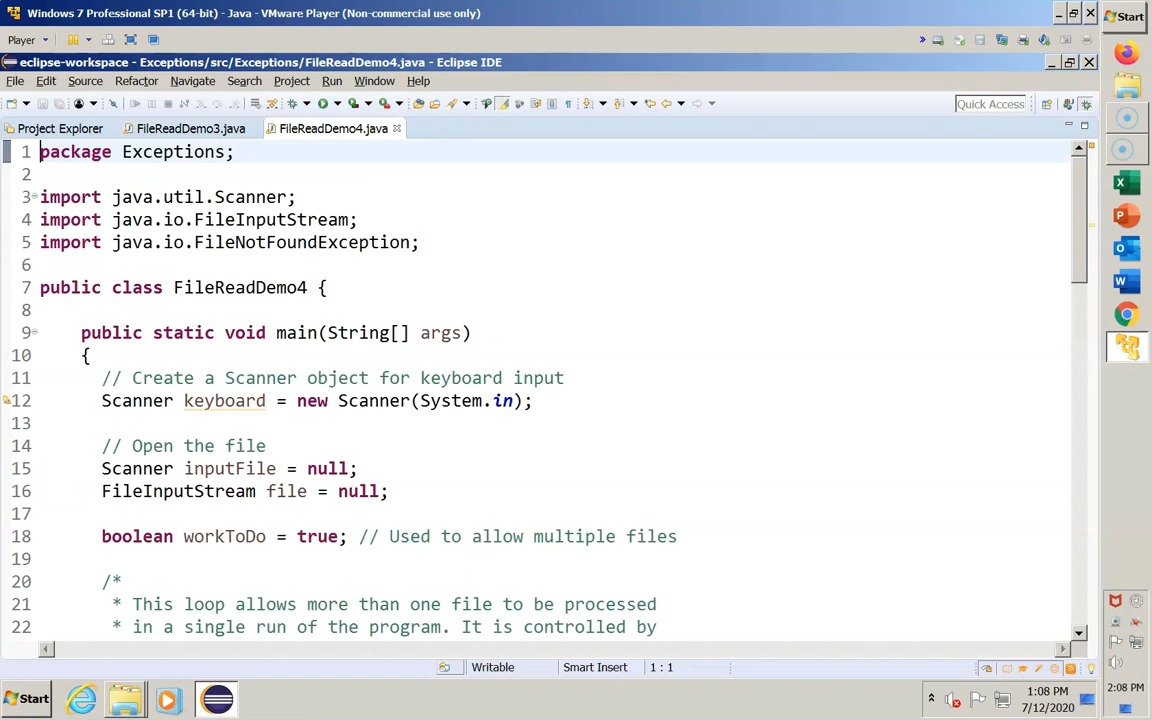 Windows 7 Professional SP1 (64-bit) - Java - VMware Player (Non-commercial use only)
Start
Player
eclipse-workspace - Exceptions/src/Exceptions/FileReadDemo4.java - Eclipse IDE
File Edit Source Refactor Navigate Search Project Run Window Help
Quick Access
Project Explorer FileReadDemo3.java FileReadDemo4.java
1 package Exceptions;
2
3 import java.util.Scanner;
4 import java.io.FileInputStream;
5 import java.io.FileNotFoundException;
6
7 public class FileReadDemo4 {
8
9 public static void main(String[] args)
10 {
11 // Create a Scanner object for keyboard input
12 Scanner keyboard = new Scanner(System.in);
13
14 // Open the file
15 Scanner inputFile = null;
16 FileInputStream file = null;
17
18 boolean workToDo = true; // Used to allow multiple files
19
20 /*
21 * This loop allows more than one file to be processed
22 * in a single run of the program. It is controlled by
Writable Smart Insert 1 : 1
Start
1:08 PM
7/12/2020
2:08 PM